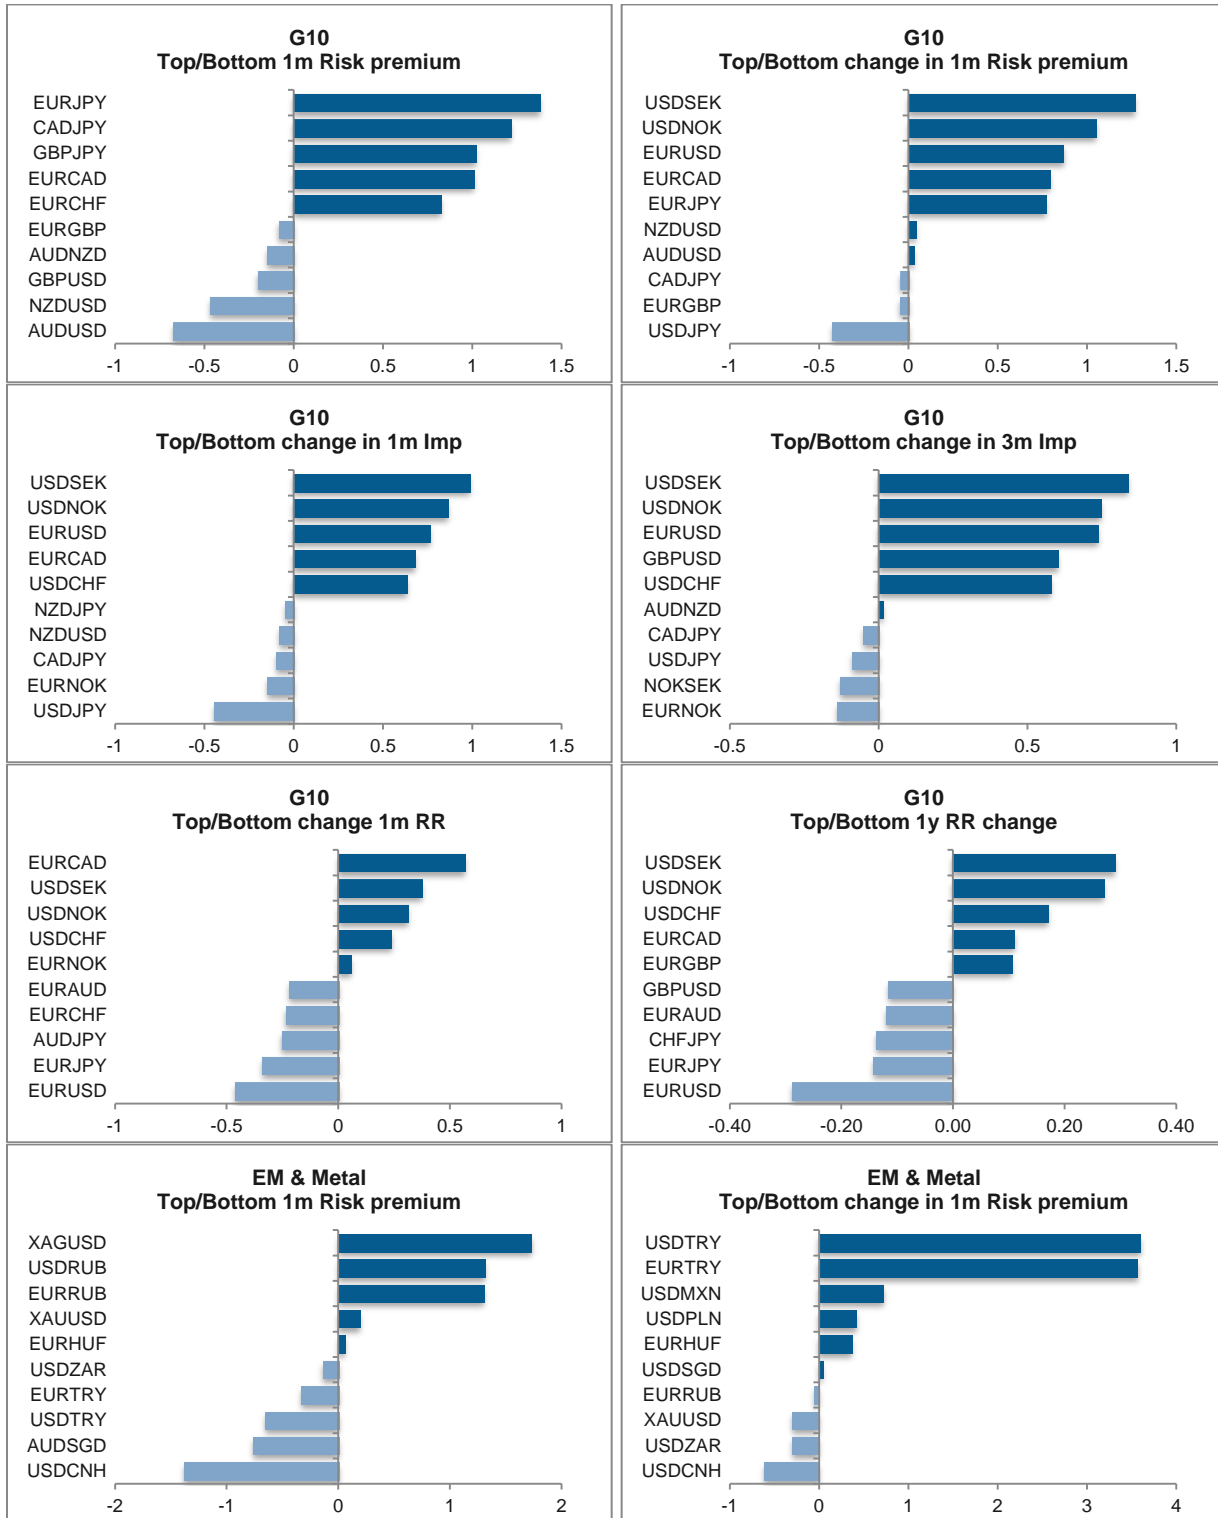 G10
Top/Bottom 1m Risk premium
EURJPY
CADJPY
GBPJPY
EURCAD
EURCHF
EURGBP
AUDNZD
GBPUSD
NZDUSD
AUDUSD
-1 -0.5 0 0.5 1 1.5
G10
Top/Bottom change in 1m Risk premium
USDSEK
USDNOK
EURUSD
EURCAD
EURJPY
NZDUSD
AUDUSD
CADJPY
EURGBP
USDJPY
-1 -0.5 0 0.5 1 1.5
G10
Top/Bottom change in 1m Imp
USDSEK
USDNOK
EURUSD
EURCAD
USDCHF
NZDJPY
NZDUSD
CADJPY
EURNOK
USDJPY
-1 -0.5 0 0.5 1 1.5
G10
Top/Bottom change in 3m Imp
USDSEK
USDNOK
EURUSD
GBPUSD
USDCHF
AUDNZD
CADJPY
USDJPY
NOKSEK
EURNOK
-0.5 0 0.5 1
G10
Top/Bottom change 1m RR
EURCAD
USDSEK
USDNOK
USDCHF
EURNOK
EURAUD
EURCHF
AUDJPY
EURJPY
EURUSD
-1 -0.5 0 0.5 1
G10
Top/Bottom 1y RR change
USDSEK
USDNOK
USDCHF
EURCAD
EURGBP
GBPUSD
EURAUD
CHFJPY
EURJPY
EURUSD
-0.40 -0.20 0.00 0.20 0.40
EM & Metal
Top/Bottom 1m Risk premium
XAGUSD
USDRUB
EURRUB
XAUUSD
EURHUF
USDZAR
EURTRY
USDTRY
AUDSGD
USDCNH
-2 -1 0 1 2
EM & Metal
Top/Bottom change in 1m Risk premium
USDTRY
EURTRY
USDMXN
USDPLN
EURHUF
USDSGD
EURRUB
XAUUSD
USDZAR
USDCNH
-1 0 1 2 3 4